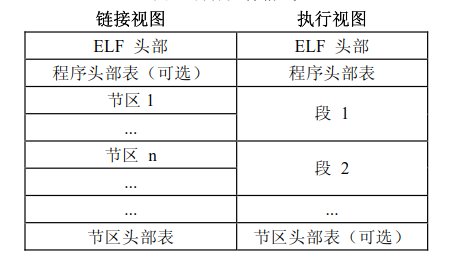 链接视图 执行视图
ELF 头部 ELF 头部
程序头部表（可选） 程序头部表
节区 1
段 1
...
节区 n
段 2
...
... ...
节区头部表 节区头部表（可选）